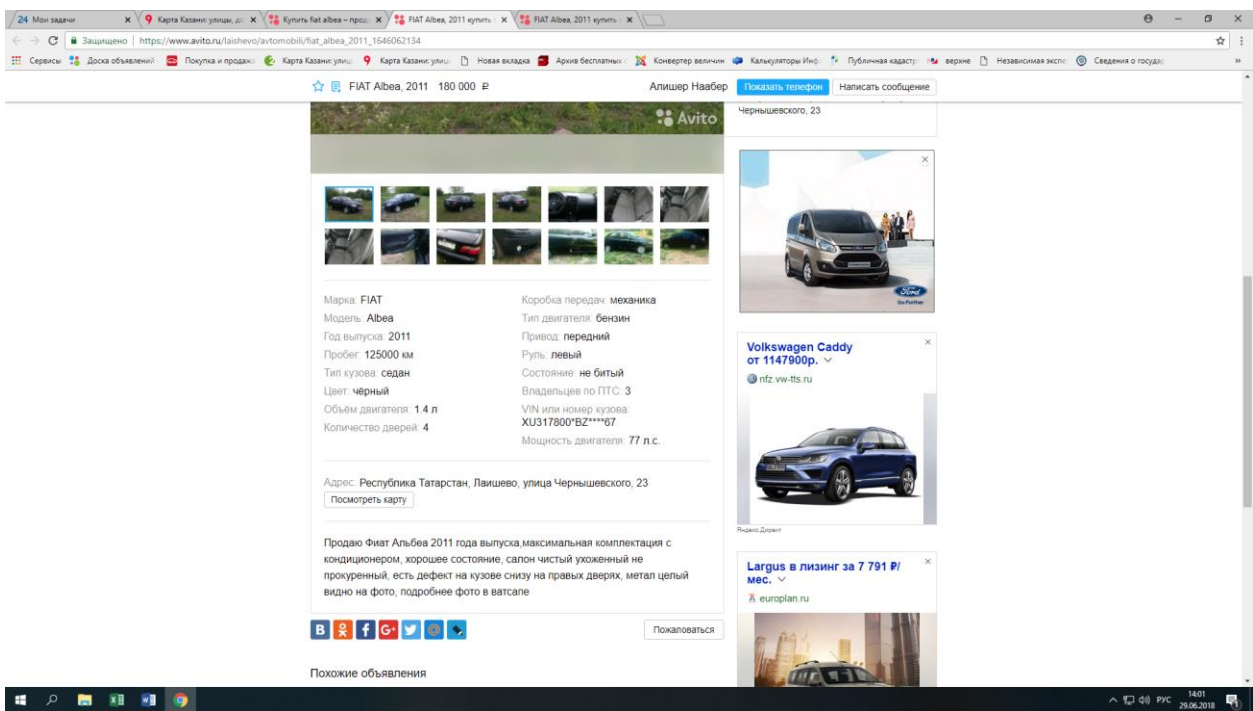 24 Мои задачи
Карта Казани: улицы, до
Купить fiat albea – прод
FIAT Albea, 2011 купить
FIAT Albea, 2011 купить
Защищено | https://www.avito.ru/laishevo/avtomobili/fiat_albea_2011_1646062134
Сервисы
Доска объявлений
Покупка и продажа
Карта Казани: улиц
Карта Казани: улиц
Новая вкладка
Архив бесплатных
Конвертер величин
Калькуляторы Инф
Публичная кадастр
верхне
Независимая экспе
Сведения о государ
FIAT Albea, 2011 180 000 ₽
Алишер Наабер
Показать телефон
Написать сообщение
Чернышевского, 23
Avito
Марка: FIAT
Модель: Albea
Год выпуска: 2011
Пробег: 125000 км
Тип кузова: седан
Цвет: чёрный
Объём двигателя: 1.4 л
Количество дверей: 4
Коробка передач: механика
Тип двигателя: бензин
Привод: передний
Руль: левый
Состояние: не битый
Владельцев по ПТС: 3
VIN или номер кузова:
XU317800*BZ****67
Мощность двигателя: 77 л.с.
Адрес: Республика Татарстан, Лаишево, улица Чернышевского, 23
Посмотреть карту
Продаю Фиат Альбеа 2011 года выпуска,максимальная комплектация с
кондиционером, хорошее состояние, салон чистый ухоженный не
прокуренный, есть дефект на кузове снизу на правых дверях, метал целый
видно на фото, подробнее фото в ватсапе
Пожаловаться
Похожие объявления
Ford
Go Further
Volkswagen Caddy
от 1147900р.
nfz.vw-tts.ru
Яндекс.Директ
Largus в лизинг за 7 791 ₽/
мес.
europlan.ru
РУС
14:01
29.06.2018